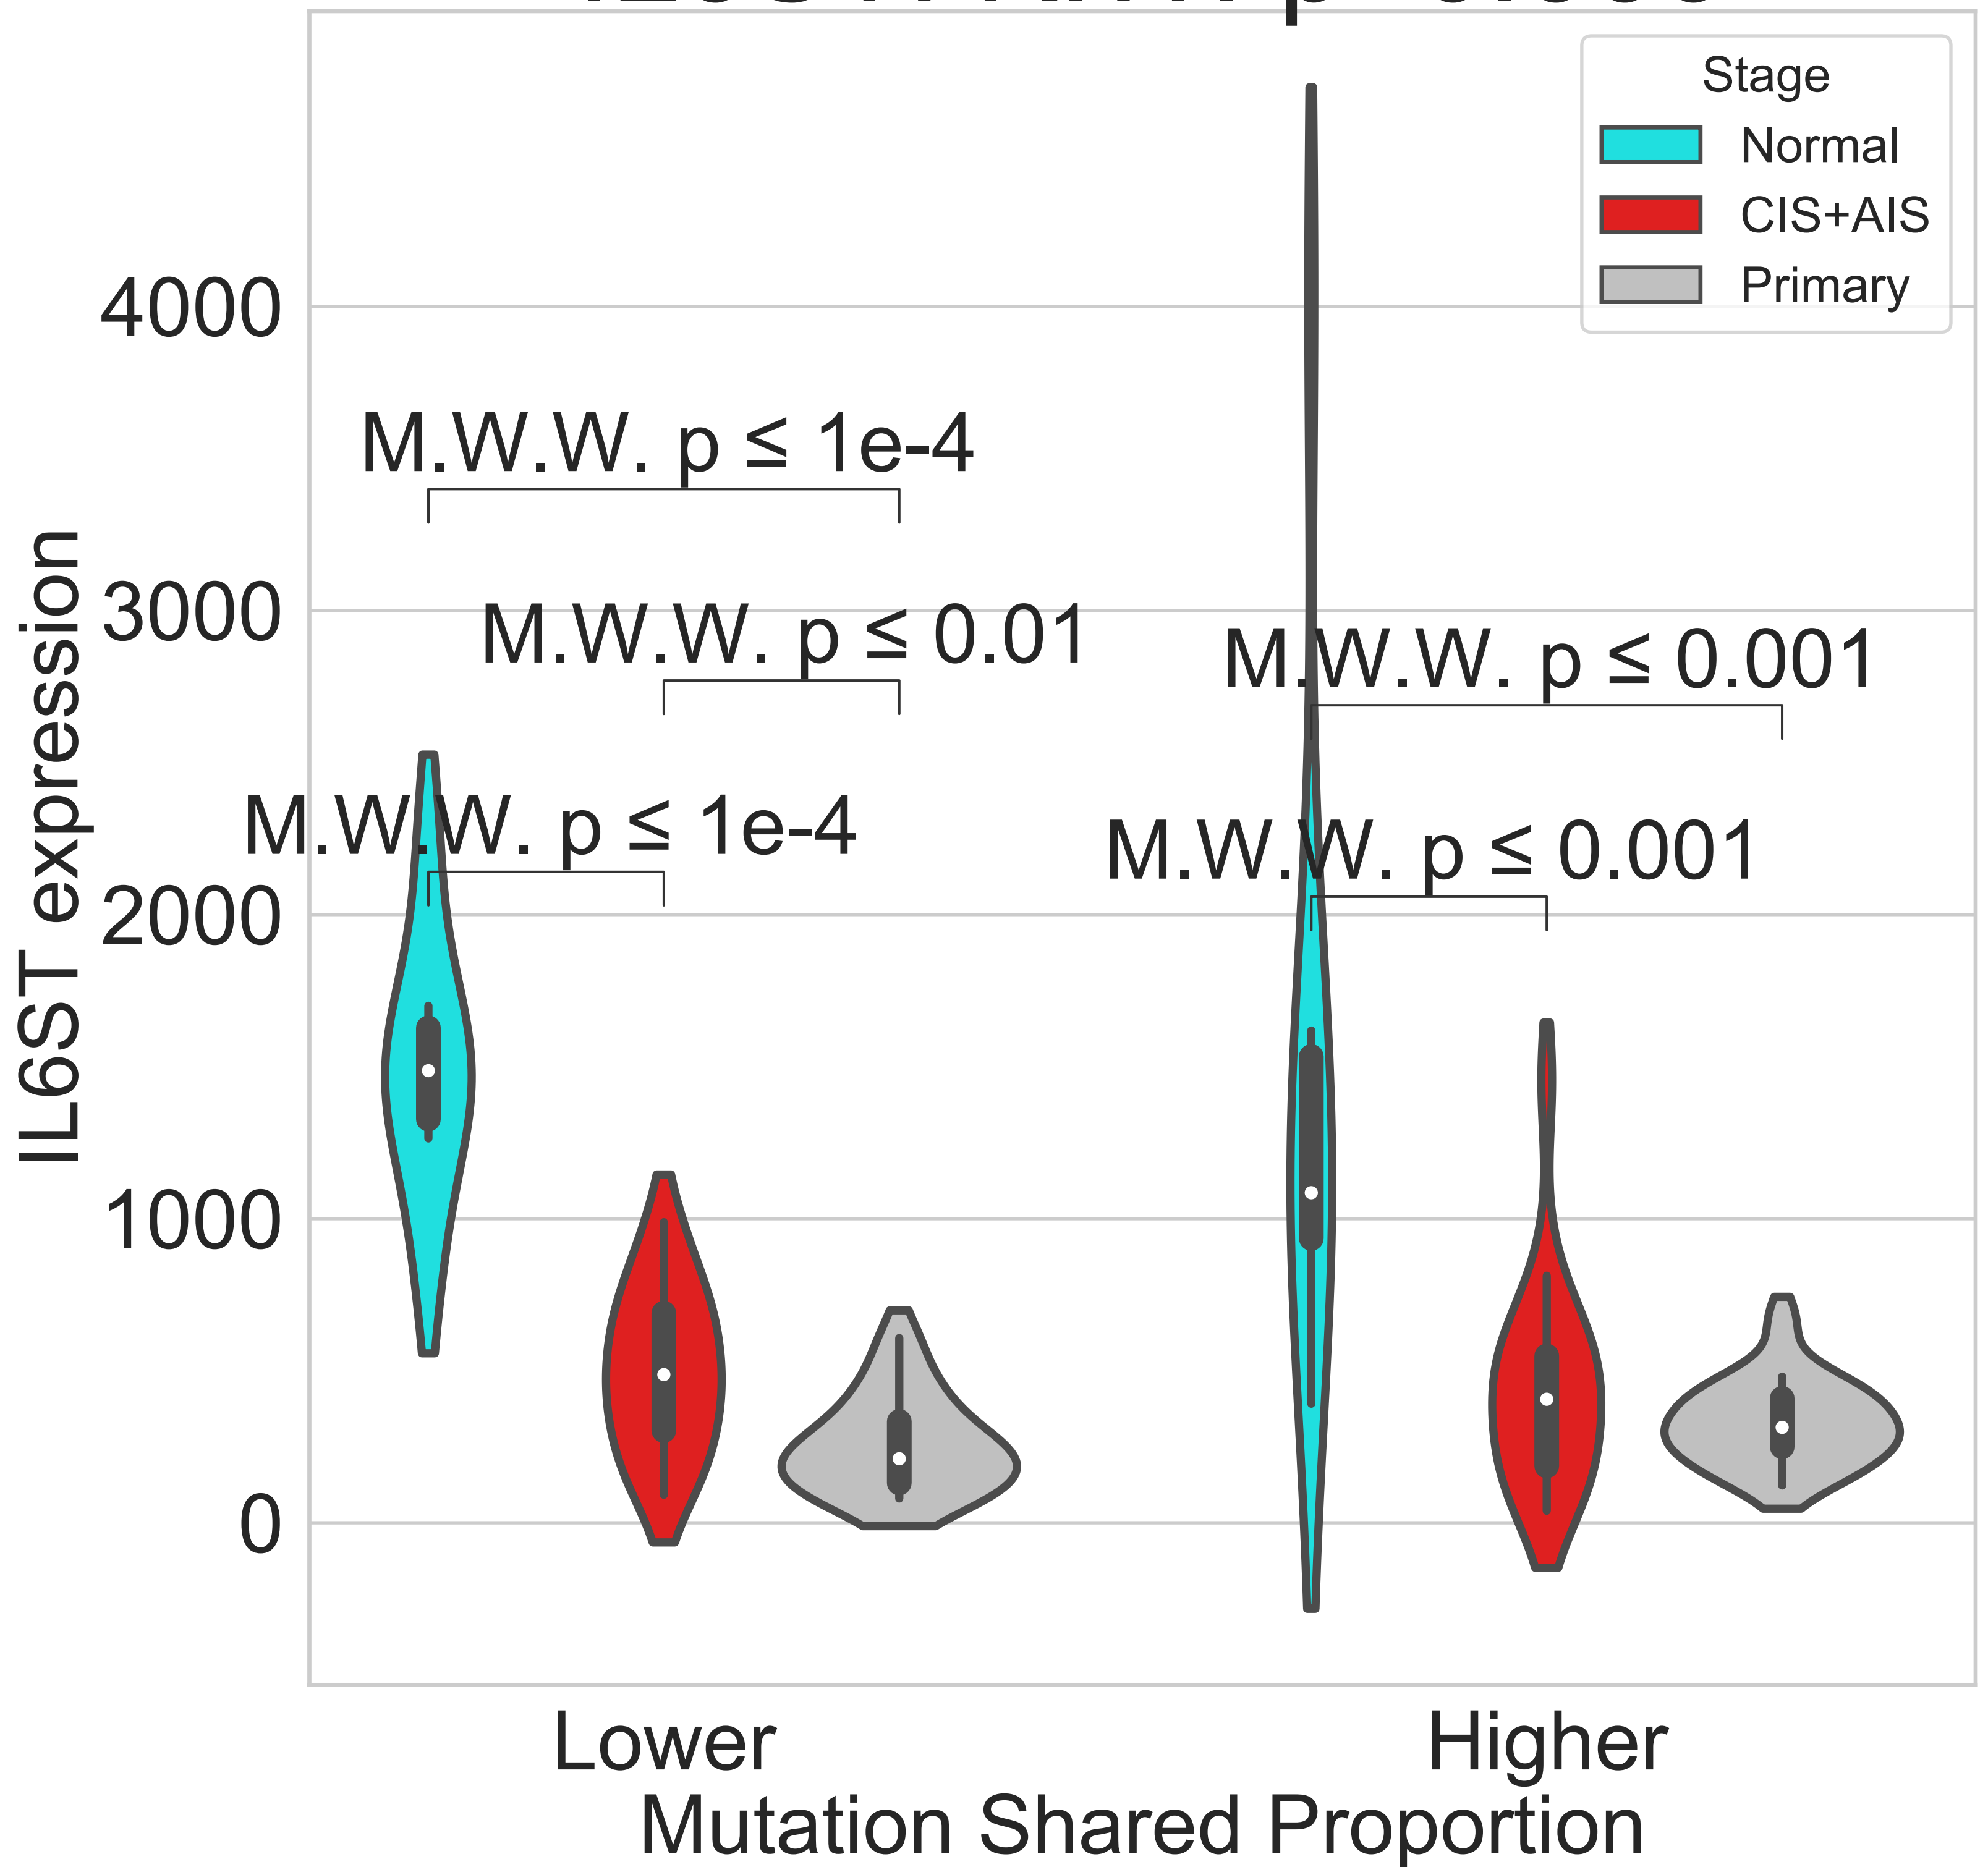 Stage
Normal
CIS+AIS
Primary
4000
3000
2000
1000
0
IL6ST expression
M.W.W. p ≤ 1e-4
M.W.W. p ≤ 0.01
M.W.W. p ≤ 0.001
M.W.W. p ≤ 1e-4
M.W.W. p ≤ 0.001
Lower
Higher
Mutation Shared Proportion